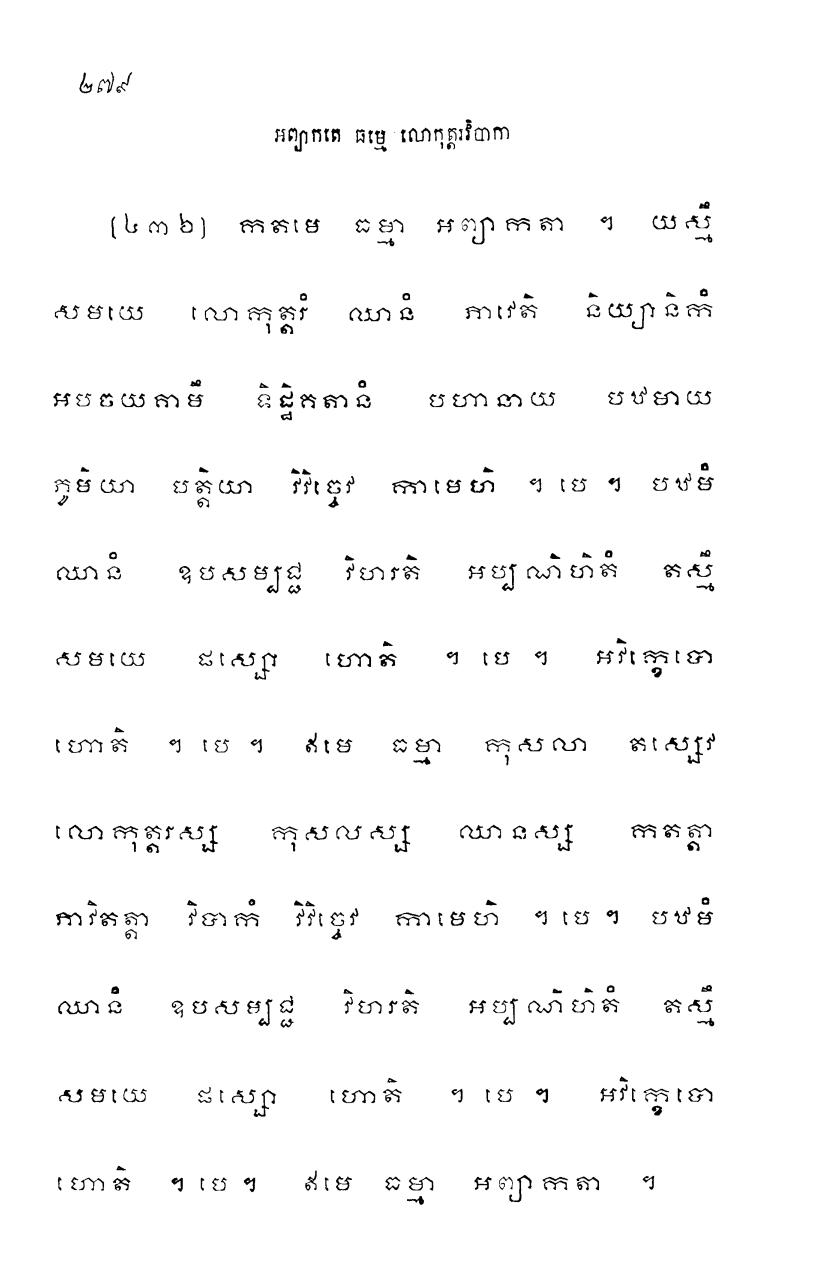 ២៧៩
អព្យាកតេ ធម្មេ លោកុត្តរវិបាកា
(៤៣២) កតមេ ធម្មា អព្យាកតា ។ យស្មឹ
សមយេ លោកុត្តរំ ឈានំ ភាវេតិ និយ្យានិកំ
អបចយគាមឹ ទិដ្ឋិគតានំ បហានាយ បឋមាយ
ភូមិយា បត្តិយា វិវិច្ចេវ កាមេហិ ។ បេ ។ បឋមំ
ឈានំ ឧបសម្បជ្ជ វិហរតិ អប្បណិហិតំ តស្មឹ
សមយេ ផស្សោ ហោតិ ។ បេ ។ អវិក្ខេបោ
ហោតិ ។ បេ ។ ឥមេ ធម្មា កុសលា តស្សេវ
លោកុត្តរស្ស កុសលស្ស ឈានស្ស កតត្តា
ភាវិតត្តា វិបាកំ វិវិច្ចេវ កាមេហិ ។ បេ ។ បឋមំ
ឈានំ ឧបសម្បជ្ជ វិហរតិ អប្បណិហិតំ តស្មឹ
សមយេ ផស្សោ ហោតិ ។ បេ ។ អវិក្ខេបោ
ហោតិ ។ បេ ។ ឥមេ ធម្មា អព្យាកតា ។